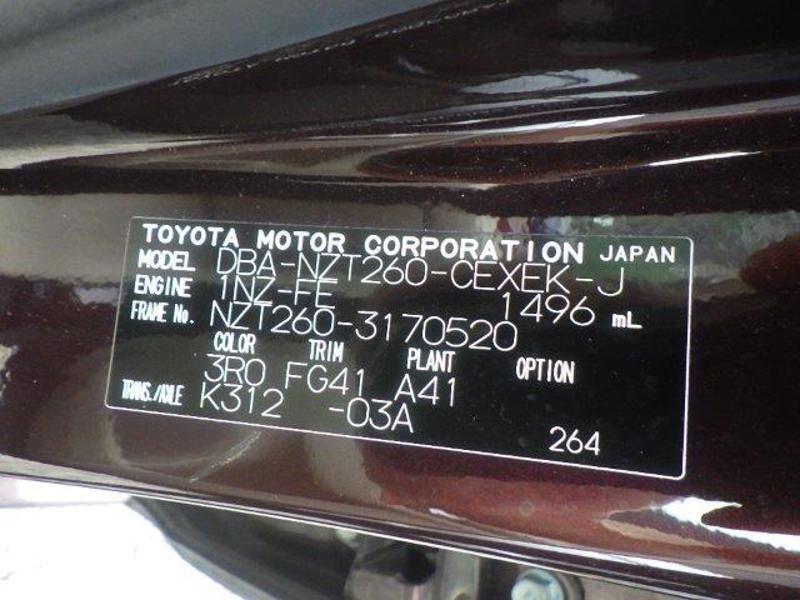 TOYOTA MOTOR CORPORATION JAPAN
MODEL DBA-NZT260-CEXEK-J
ENGINE 1NZ-FE 1496 mL
FRAME No. NZT260-3170520
COLOR TRIM PLANT OPTION
3R0 FG41 A41
TRANS./AXLE K312 -03A
264